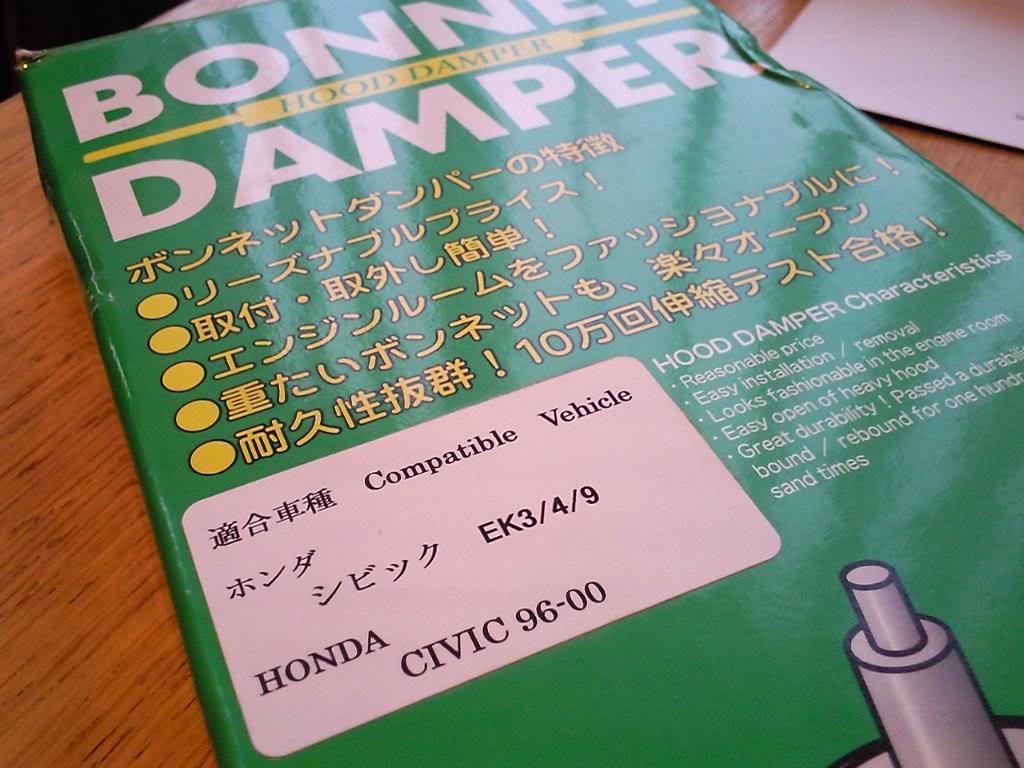 BONNET
HOOD DAMPER
DAMPER
ボンネットダンパーの特徴
●リーズナブルプライス!
●取付・取外し簡単!
●エンジンルームをファッショナブルに!
●重たいボンネットも、楽々オープン
●耐久性抜群!10万回伸縮テスト合格!
HOOD DAMPER Characteristics
· Reasonable price
· Easy installation / removal
· Looks fashionable in the engine room
· Easy open of heavy hood
· Great durability ! Passed a durabili
bound / rebound for one hund
sand times
適合車種 Compatible Vehicle
ホンダ
シビック EK3/4/9
HONDA
CIVIC 96-00